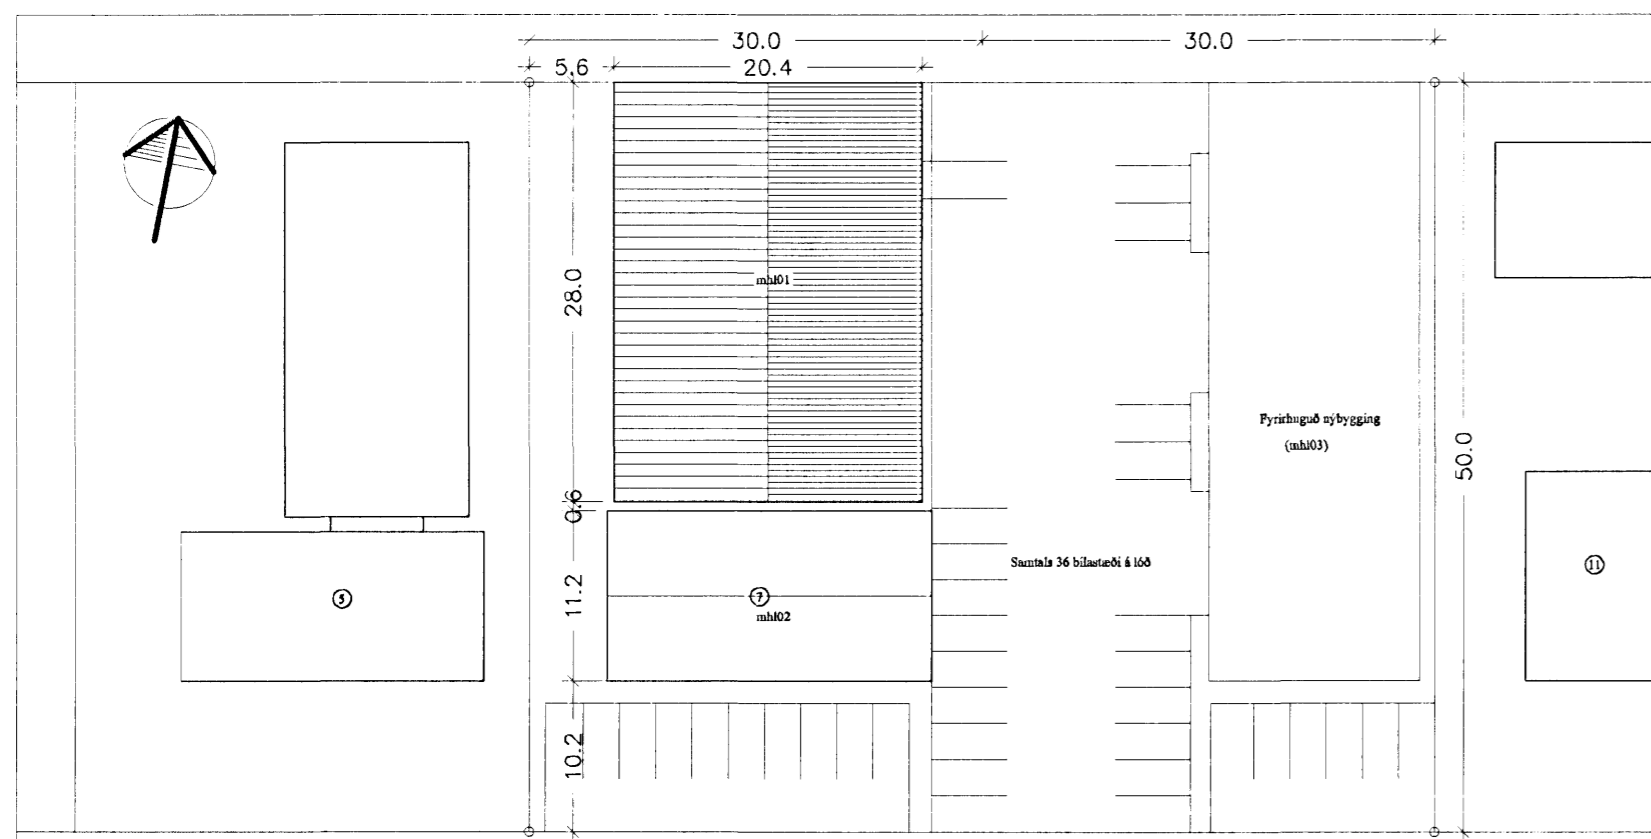 30.0
30.0
5.6
20.4
28.0
mhl01
Fyrirhuguð nýbygging
(mhl03)
50.0
0.6
Samtals 36 bílastæði á lóð
11
5
11.2
7
mhl02
10.2